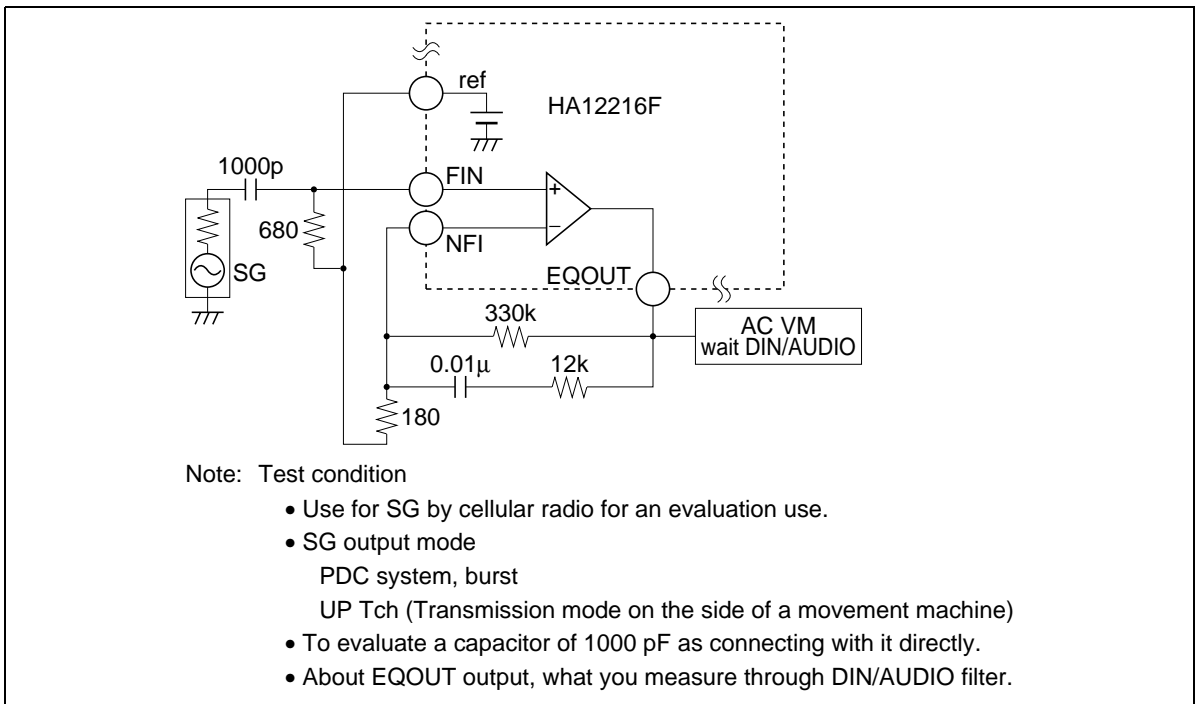 ref
HA12216F
1000p
FIN
680
NFI
SG
EQOUT
330k
AC VM
wait DIN/AUDIO
0.01μ
12k
180
Note: Test condition
• Use for SG by cellular radio for an evaluation use.
• SG output mode
PDC system, burst
UP Tch (Transmission mode on the side of a movement machine)
• To evaluate a capacitor of 1000 pF as connecting with it directly.
• About EQOUT output, what you measure through DIN/AUDIO filter.